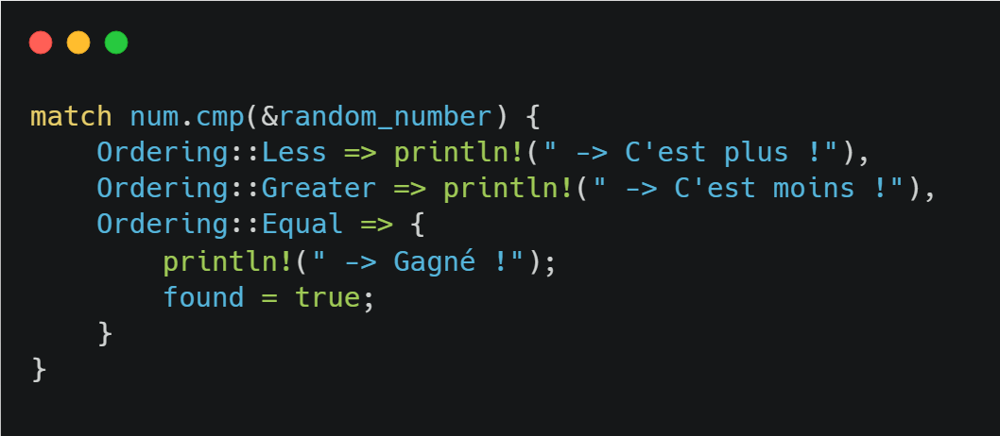 match num.cmp(&random_number) {
    Ordering::Less => println!(" -> C'est plus !"),
    Ordering::Greater => println!(" -> C'est moins !"),
    Ordering::Equal => {
        println!(" -> Gagné !");
        found = true;
    }
}